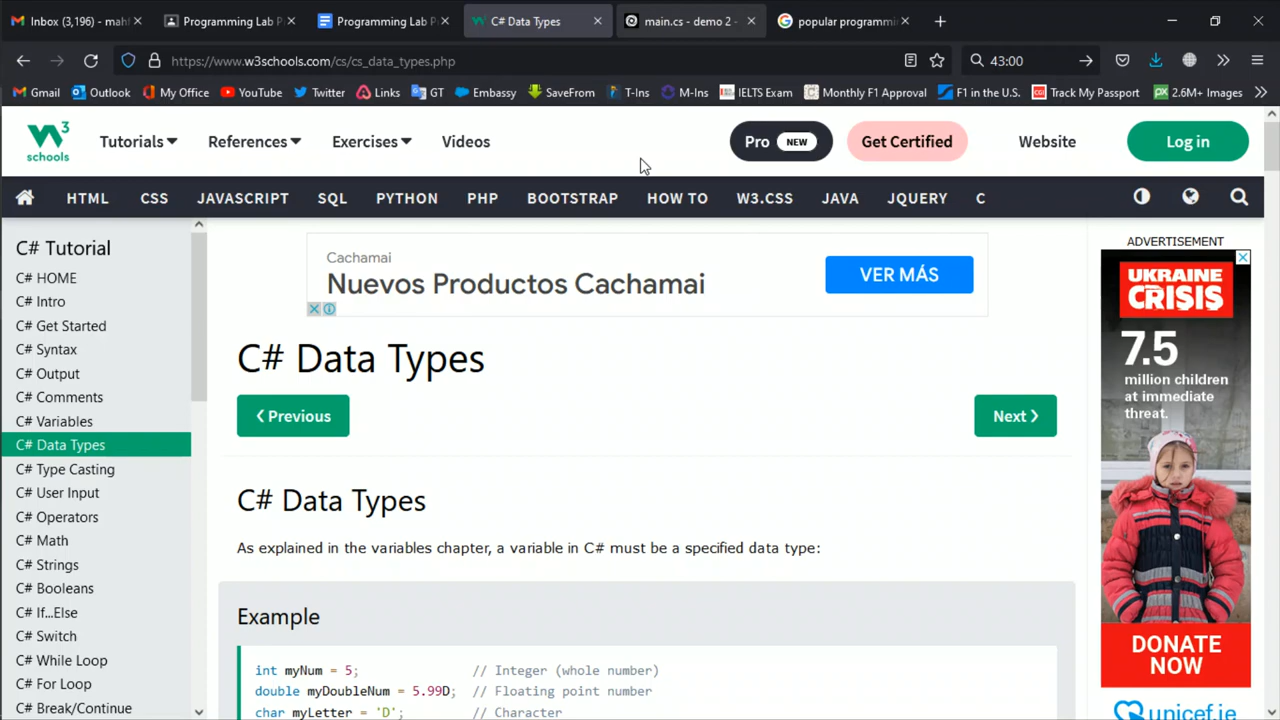 Inbox (3,196) - mah
Programming Lab P
Programming Lab P
C# Data Types
main.cs - demo 2 -
popular programmi
https://www.w3schools.com/cs/cs_data_types.php
43:00
Gmail
Outlook
My Office
YouTube
Twitter
Links
GT
Embassy
SaveFrom
T-Ins
M-Ins
IELTS Exam
Monthly F1 Approval
F1 in the U.S.
Track My Passport
2.6M+ Images
W3 schools
Tutorials
References
Exercises
Videos
Pro NEW
Get Certified
Website
Log in
HTML
CSS
JAVASCRIPT
SQL
PYTHON
PHP
BOOTSTRAP
HOW TO
W3.CSS
JAVA
JQUERY
C
C# Tutorial
C# HOME
C# Intro
C# Get Started
C# Syntax
C# Output
C# Comments
C# Variables
C# Data Types
C# Type Casting
C# User Input
C# Operators
C# Math
C# Strings
C# Booleans
C# If...Else
C# Switch
C# While Loop
C# For Loop
C# Break/Continue
Cachamai
Nuevos Productos Cachamai
VER MÁS
C# Data Types
❮ Previous
Next ❯
C# Data Types
As explained in the variables chapter, a variable in C# must be a specified data type:
Example
int myNum = 5; // Integer (whole number)
double myDoubleNum = 5.99D; // Floating point number
char myLetter = 'D'; // Character
ADVERTISEMENT
UKRAINE
CRISIS
7.5
million children
at immediate
threat.
DONATE
NOW
unicef.ie